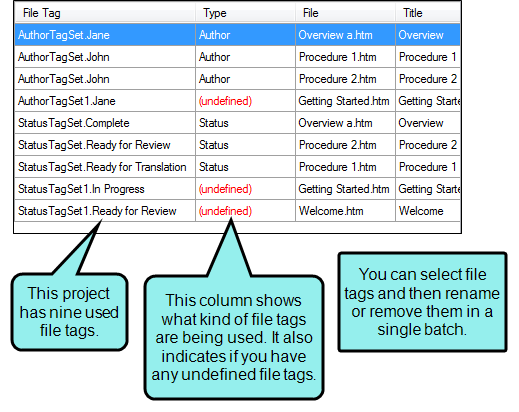 File Tag Type File Title
AuthorTagSet.Jane Author Overview a.htm Overview
AuthorTagSet.John Author Procedure 1.htm Procedure 1
AuthorTagSet.John Author Procedure 2.htm Procedure 2
AuthorTagSet1.Jane (undefined) Getting Started.htm Getting Starte
StatusTagSet.Complete Status Overview a.htm Overview
StatusTagSet.Ready for Review Status Procedure 2.htm Procedure 2
StatusTagSet.Ready for Translation Status Procedure 1.htm Procedure 1
StatusTagSet1.In Progress (undefined) Getting Started.htm Getting Starte
StatusTagSet1.Ready for Review (undefined) Welcome.htm Welcome
This project
has nine used
file tags.
This column shows
what kind of file tags
are being used. It also
indicates if you have
any undefined file tags.
You can select file
tags and then rename
or remove them in a
single batch.